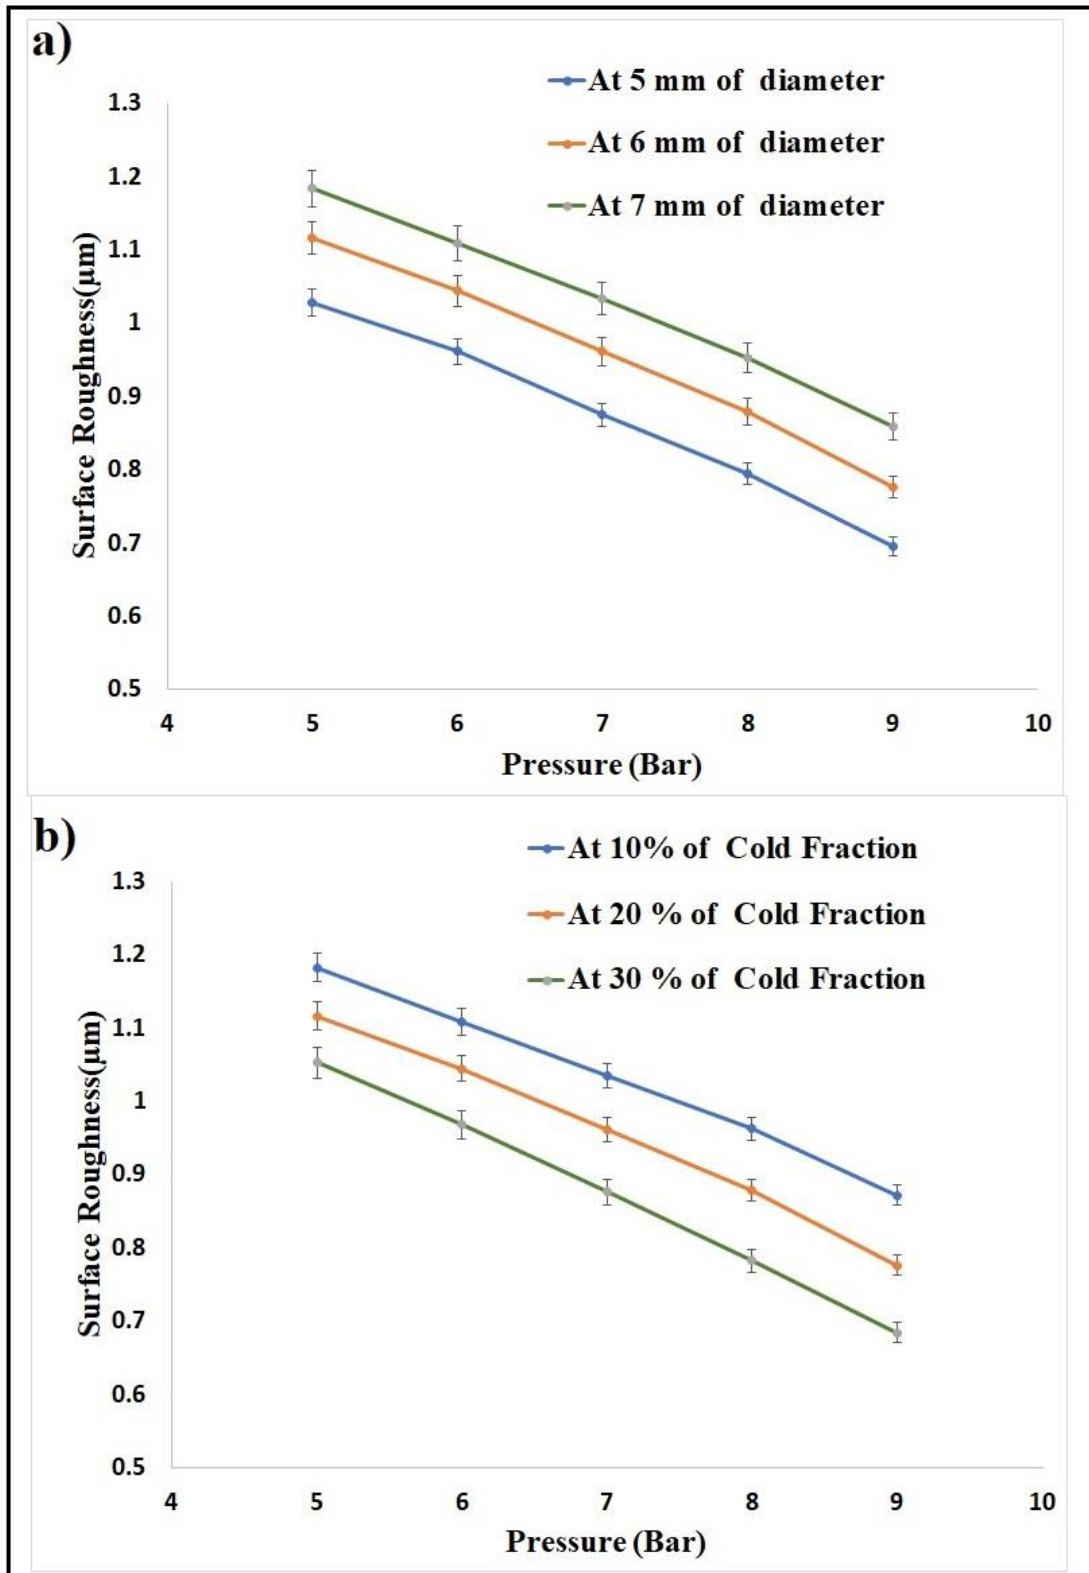 a)
At 5 mm of diameter
At 6 mm of diameter
At 7 mm of diameter
1.3
1.2
1.1
1
0.9
0.8
0.7
0.6
0.5
Surface Roughness(µm)
4 5 6 7 8 9 10
Pressure (Bar)
b)
At 10% of Cold Fraction
At 20 % of Cold Fraction
At 30 % of Cold Fraction
1.3
1.2
1.1
1
0.9
0.8
0.7
0.6
0.5
Surface Roughness(µm)
4 5 6 7 8 9 10
Pressure (Bar)